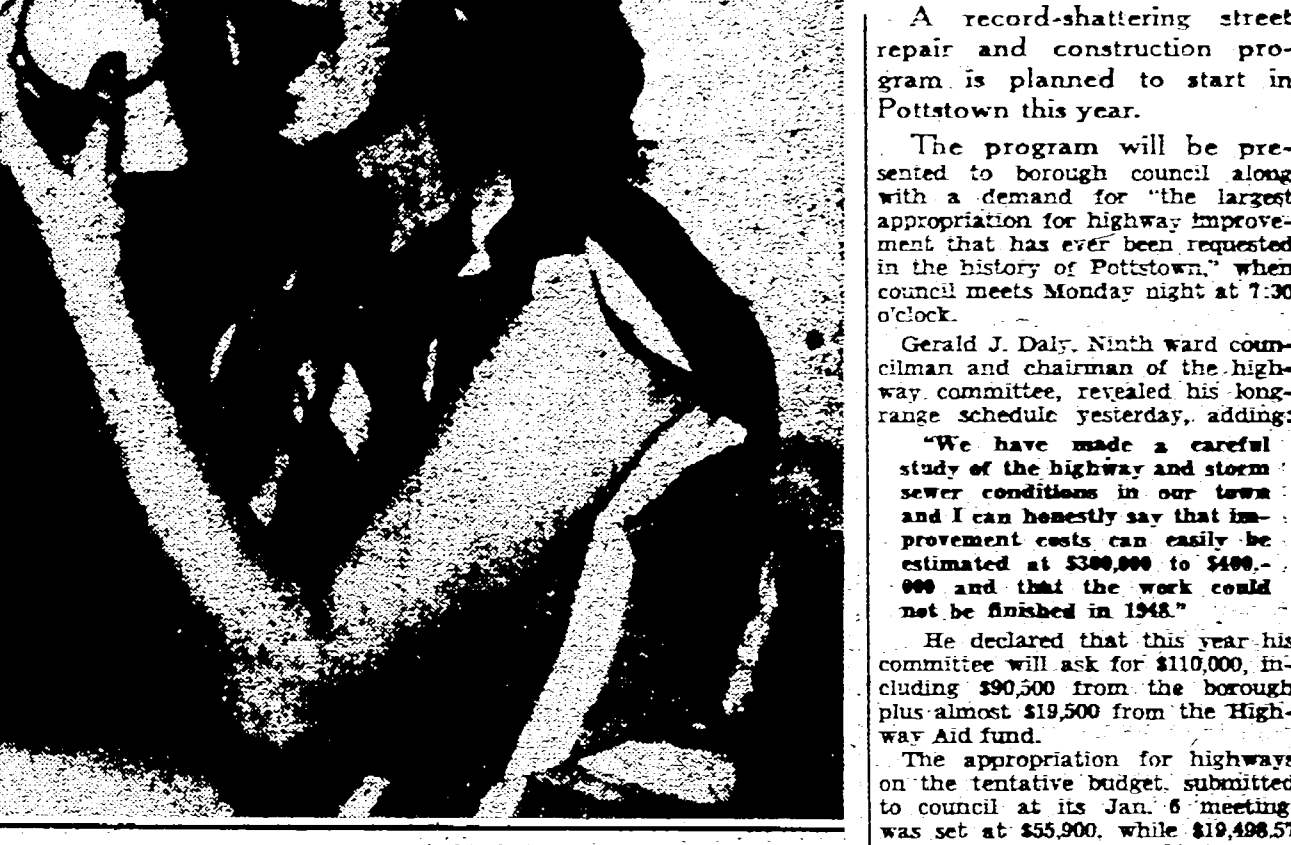 A record-shattering street
repair and construction pro-
gram is planned to start in
Pottstown this year.
The program will be pre-
sented to borough council along
with a demand for "the largest
appropriation for highway improve-
ment that has ever been requested
in the history of Pottstown," when
council meets Monday night at 7:30
o'clock.
Gerald J. Daly, Ninth ward coun-
cilman and chairman of the high-
way committee, revealed his long-
range schedule yesterday, adding:
"We have made a careful
study of the highway and storm
sewer conditions in our town
and I can honestly say that im-
provement costs can easily be
estimated at $300,000 to $400,-
000 and that the work could
not be finished in 1948."
He declared that this year his
committee will ask for $110,000, in-
cluding $90,500 from the borough
plus almost $19,500 from the High-
way Aid fund.
The appropriation for highways
on the tentative budget, submitted
to council at its Jan. 6 meeting
was set at $55,900, while $19,498.57